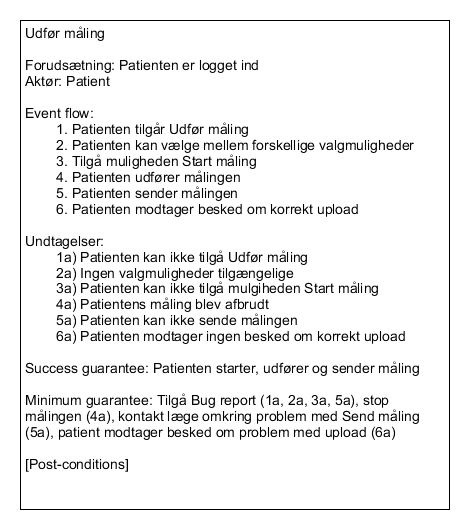 Udfør måling
Forudsætning: Patienten er logget ind
Aktør: Patient
Event flow:
1. Patienten tilgår Udfør måling
2. Patienten kan vælge mellem forskellige valgmuligheder
3. Tilgå muligheden Start måling
4. Patienten udfører målingen
5. Patienten sender målingen
6. Patienten modtager besked om korrekt upload
Undtagelser:
1a) Patienten kan ikke tilgå Udfør måling
2a) Ingen valgmuligheder tilgængelige
3a) Patienten kan ikke tilgå mulgiheden Start måling
4a) Patientens måling blev afbrudt
5a) Patienten kan ikke sende målingen
6a) Patienten modtager ingen besked om korrekt upload
Success guarantee: Patienten starter, udfører og sender måling
Minimum guarantee: Tilgå Bug report (1a, 2a, 3a, 5a), stop
målingen (4a), kontakt læge omkring problem med Send måling
(5a), patient modtager besked om problem med upload (6a)
[Post-conditions]